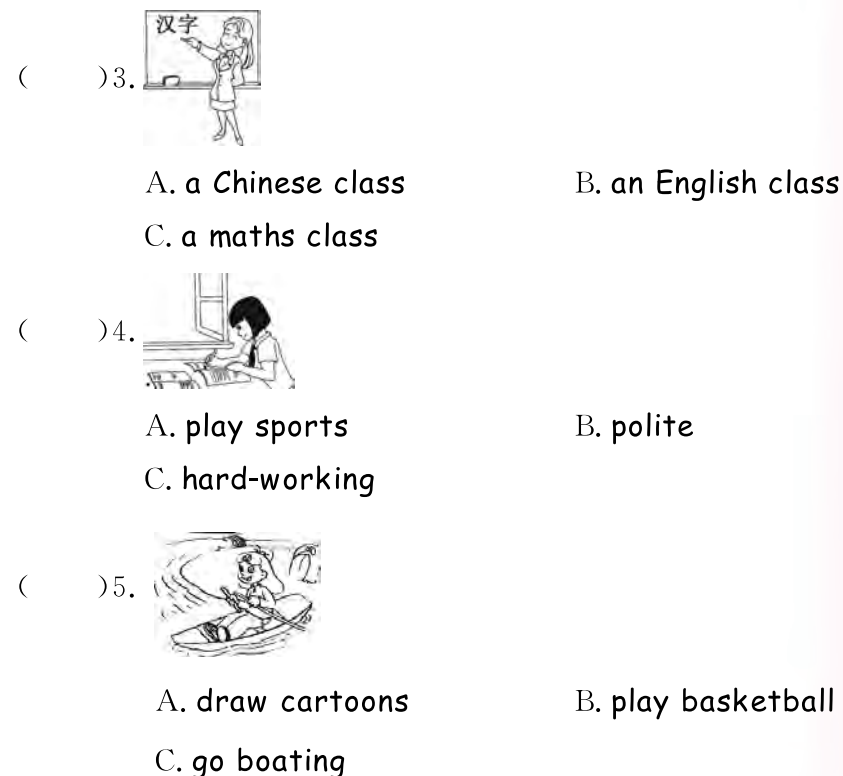 汉字
(　　)3.
A. a Chinese class　　B. an English class
C. a maths class
(　　)4.
A. play sports　　B. polite
C. hard-working
(　　)5.
A. draw cartoons　　B. play basketball
C. go boating